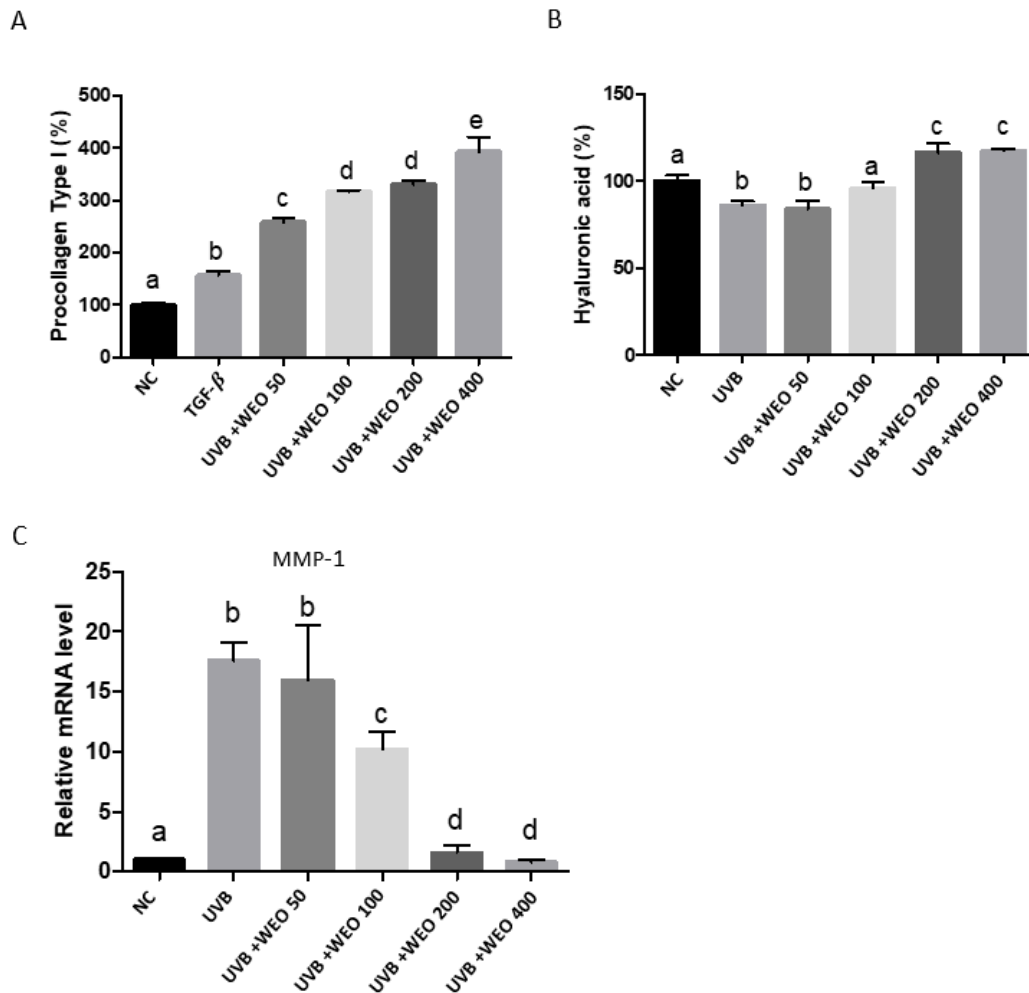 A
Procollagen Type I (%)
500
400
300
200
100
0
a
b
c
d
d
e
NC
TGF-β
UVB +WEO 50
UVB +WEO 100
UVB +WEO 200
UVB +WEO 400
B
Hyaluronic acid (%)
150
100
50
0
a
b
b
a
c
c
NC
UVB
UVB +WEO 50
UVB +WEO 100
UVB +WEO 200
UVB +WEO 400
C
MMP-1
Relative mRNA level
25
20
15
10
5
0
a
b
b
c
d
d
NC
UVB
UVB +WEO 50
UVB +WEO 100
UVB +WEO 200
UVB +WEO 400